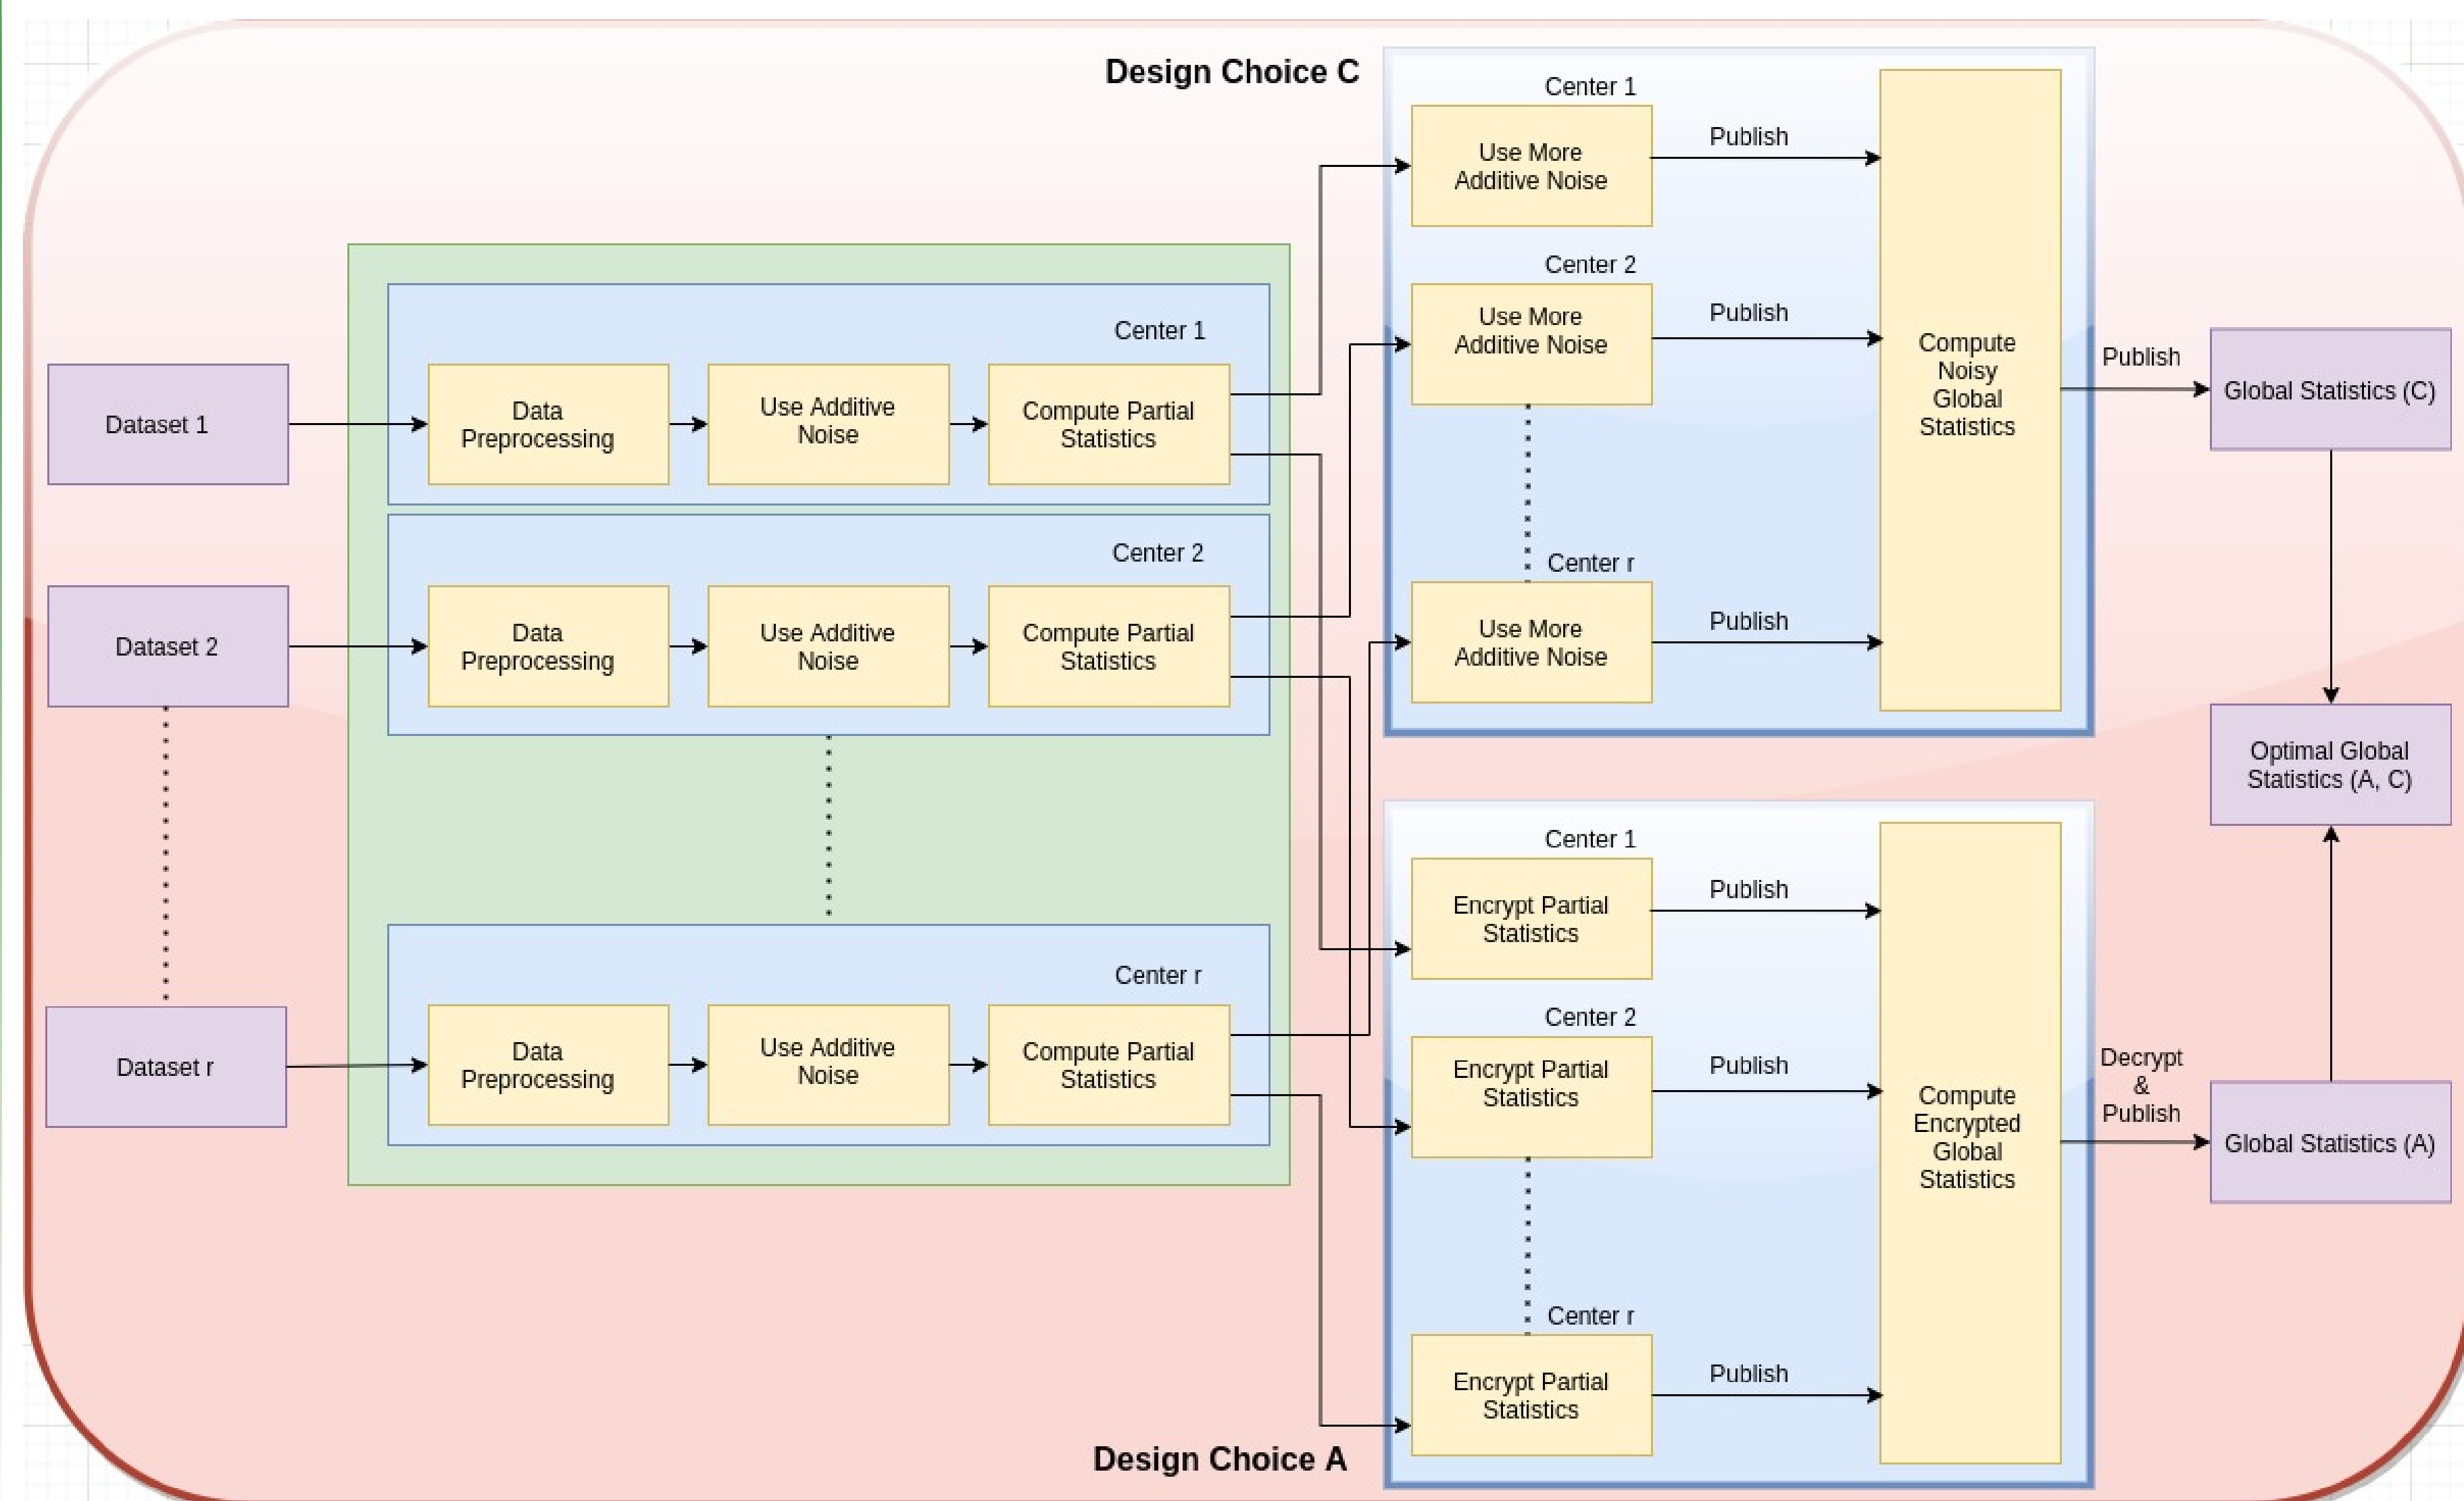 Design Choice C
Center 1
Use More
Additive Noise
Publish
Center 2
Use More
Additive Noise
Publish
Center r
Use More
Additive Noise
Publish
Compute
Noisy
Global
Statistics
Publish
Global Statistics (C)
Dataset 1
Center 1
Data
Preprocessing
Use Additive
Noise
Compute Partial
Statistics
Dataset 2
Center 2
Data
Preprocessing
Use Additive
Noise
Compute Partial
Statistics
Dataset r
Center r
Data
Preprocessing
Use Additive
Noise
Compute Partial
Statistics
Optimal Global
Statistics (A, C)
Center 1
Encrypt Partial
Statistics
Publish
Center 2
Encrypt Partial
Statistics
Publish
Center r
Encrypt Partial
Statistics
Publish
Compute
Encrypted
Global
Statistics
Decrypt
&
Publish
Global Statistics (A)
Design Choice A